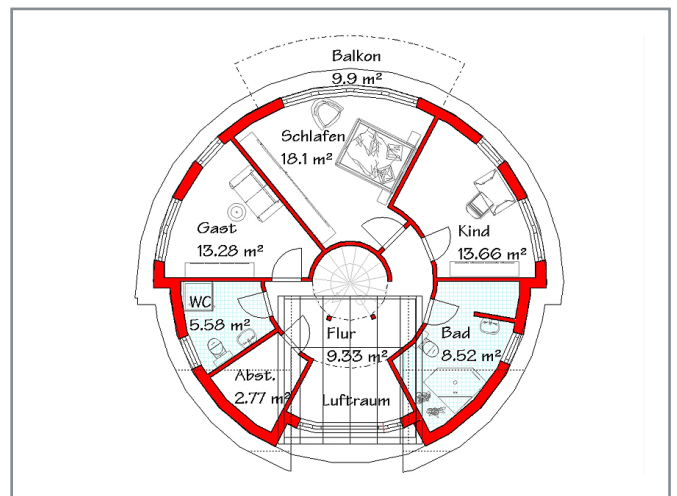 Balkon
9.9 m²
Schlafen
18.1 m²
Gast
13.28 m²
Kind
13.66 m²
WC
5.58 m²
Flur
9.33 m²
Bad
8.52 m²
Abst.
2.77 m²
Luftraum